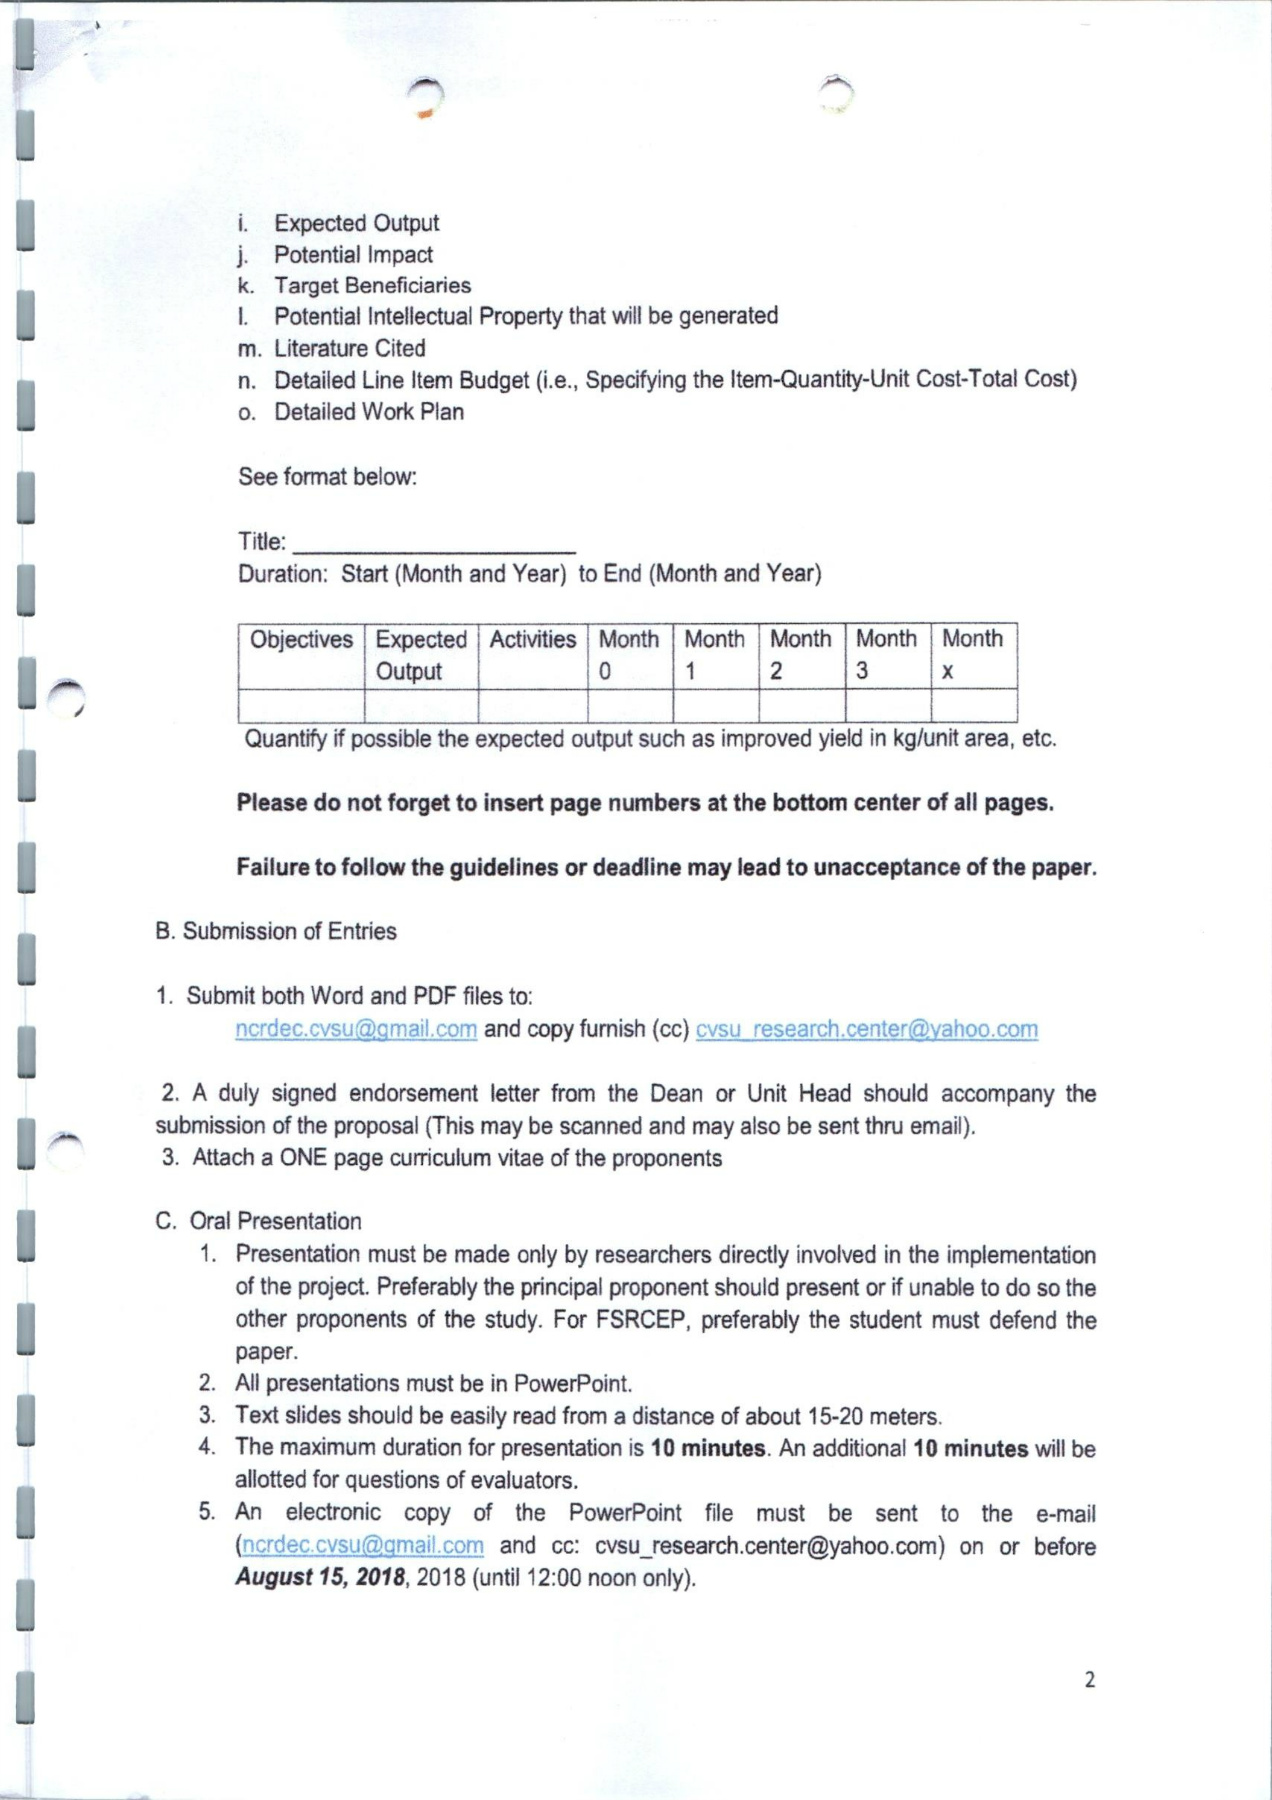 i. Expected Output
j. Potential Impact
k. Target Beneficiaries
l. Potential Intellectual Property that will be generated
m. Literature Cited
n. Detailed Line Item Budget (i.e., Specifying the Item-Quantity-Unit Cost-Total Cost)
o. Detailed Work Plan
See format below:
Title: ____________________
Duration: Start (Month and Year) to End (Month and Year)
Objectives Expected Activities Month Month Month Month Month
Output 0 1 2 3 x
Quantify if possible the expected output such as improved yield in kg/unit area, etc.
Please do not forget to insert page numbers at the bottom center of all pages.
Failure to follow the guidelines or deadline may lead to unacceptance of the paper.
B. Submission of Entries
1. Submit both Word and PDF files to:
ncrdec.cvsu@gmail.com and copy furnish (cc) cvsu_research.center@yahoo.com
2. A duly signed endorsement letter from the Dean or Unit Head should accompany the
submission of the proposal (This may be scanned and may also be sent thru email).
3. Attach a ONE page curriculum vitae of the proponents
C. Oral Presentation
1. Presentation must be made only by researchers directly involved in the implementation
of the project. Preferably the principal proponent should present or if unable to do so the
other proponents of the study. For FSRCEP, preferably the student must defend the
paper.
2. All presentations must be in PowerPoint.
3. Text slides should be easily read from a distance of about 15-20 meters.
4. The maximum duration for presentation is 10 minutes. An additional 10 minutes will be
allotted for questions of evaluators.
5. An electronic copy of the PowerPoint file must be sent to the e-mail
(ncrdec.cvsu@gmail.com and cc: cvsu_research.center@yahoo.com) on or before
August 15, 2018, 2018 (until 12:00 noon only).
2